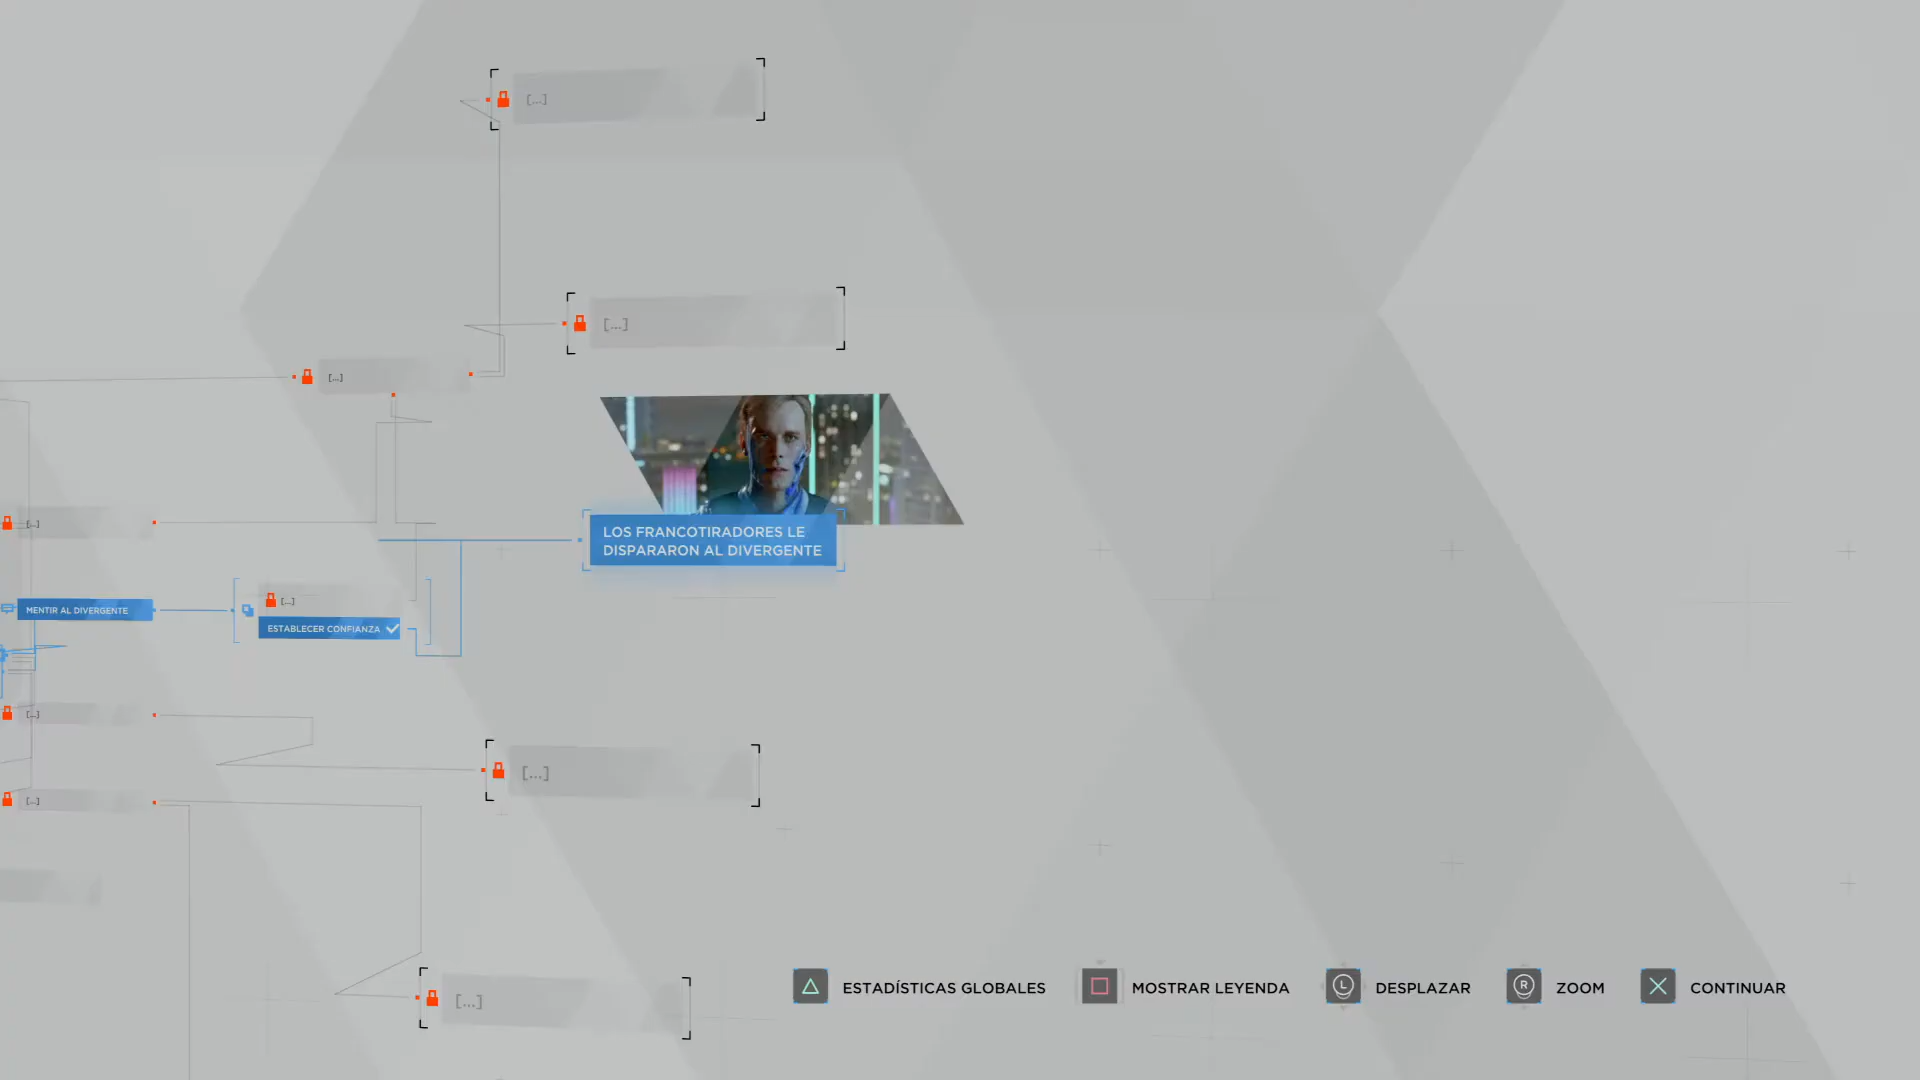 [...]
[...]
[...]
LOS FRANCOTIRADORES LE
DISPARARON AL DIVERGENTE
[...]
MENTIR AL DIVERGENTE
[...]
ESTABLECER CONFIANZA
[...]
[...]
[...]
[...]
ESTADÍSTICAS GLOBALES
MOSTRAR LEYENDA
L
DESPLAZAR
R
ZOOM
CONTINUAR